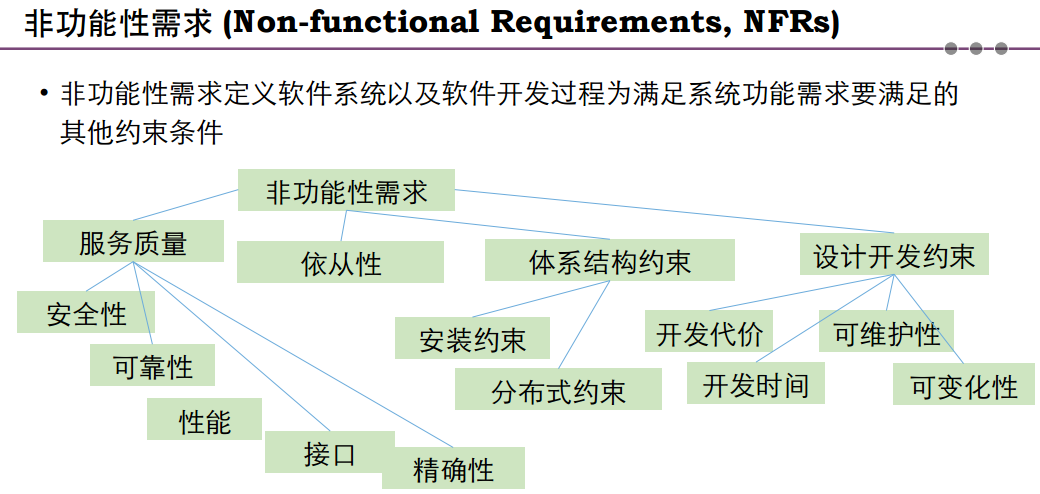 非功能性需求 (Non-functional Requirements, NFRs)
• 非功能性需求定义软件系统以及软件开发过程为满足系统功能需求要满足的
其他约束条件
非功能性需求
服务质量
依从性
体系结构约束
设计开发约束
安全性
可靠性
性能
接口
精确性
安装约束
分布式约束
开发代价
开发时间
可维护性
可变化性